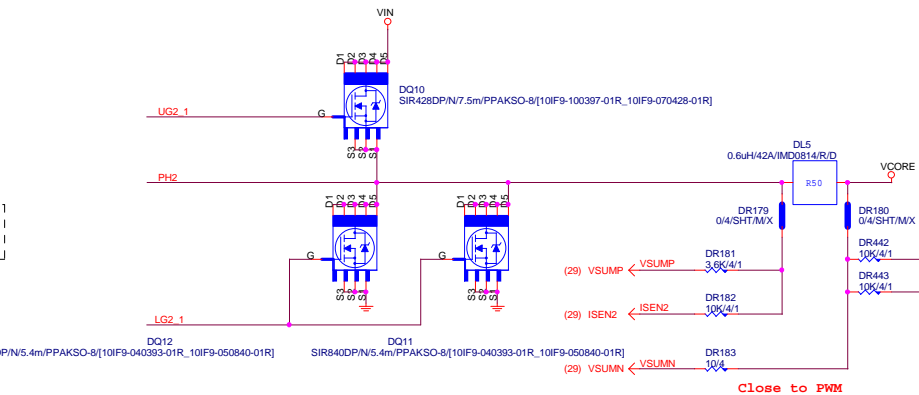 VIN
D1
D2
D3
D4
D5
DQ10
SIR428DP/N/7.5m/PPAKSO-8/[10IF9-100397-01R_10IF9-070428-01R]
UG2_1
G
S3
S2
S1
DL5
0.6uH/42A/IMD0814/R/D
VCORE
PH2
R50
D1
D2
D3
D4
D5
D1
D2
D3
D4
D5
DR179
0/4/SHT/M/X
DR180
0/4/SHT/M/X
G
G
DR442
10K/4/1
DR181
3.6K/4/1
(29) VSUMP
VSUMP
DR443
10K/4/1
S3
S2
S1
S3
S2
S1
DR182
10K/4/1
(29) ISEN2
ISEN2
LG2_1
DQ12
DP/N/5.4m/PPAKSO-8/[10IF9-040393-01R_10IF9-050840-01R]
DQ11
SIR840DP/N/5.4m/PPAKSO-8/[10IF9-040393-01R_10IF9-050840-01R]
DR183
10/4
(29) VSUMN
VSUMN
Close to PWM